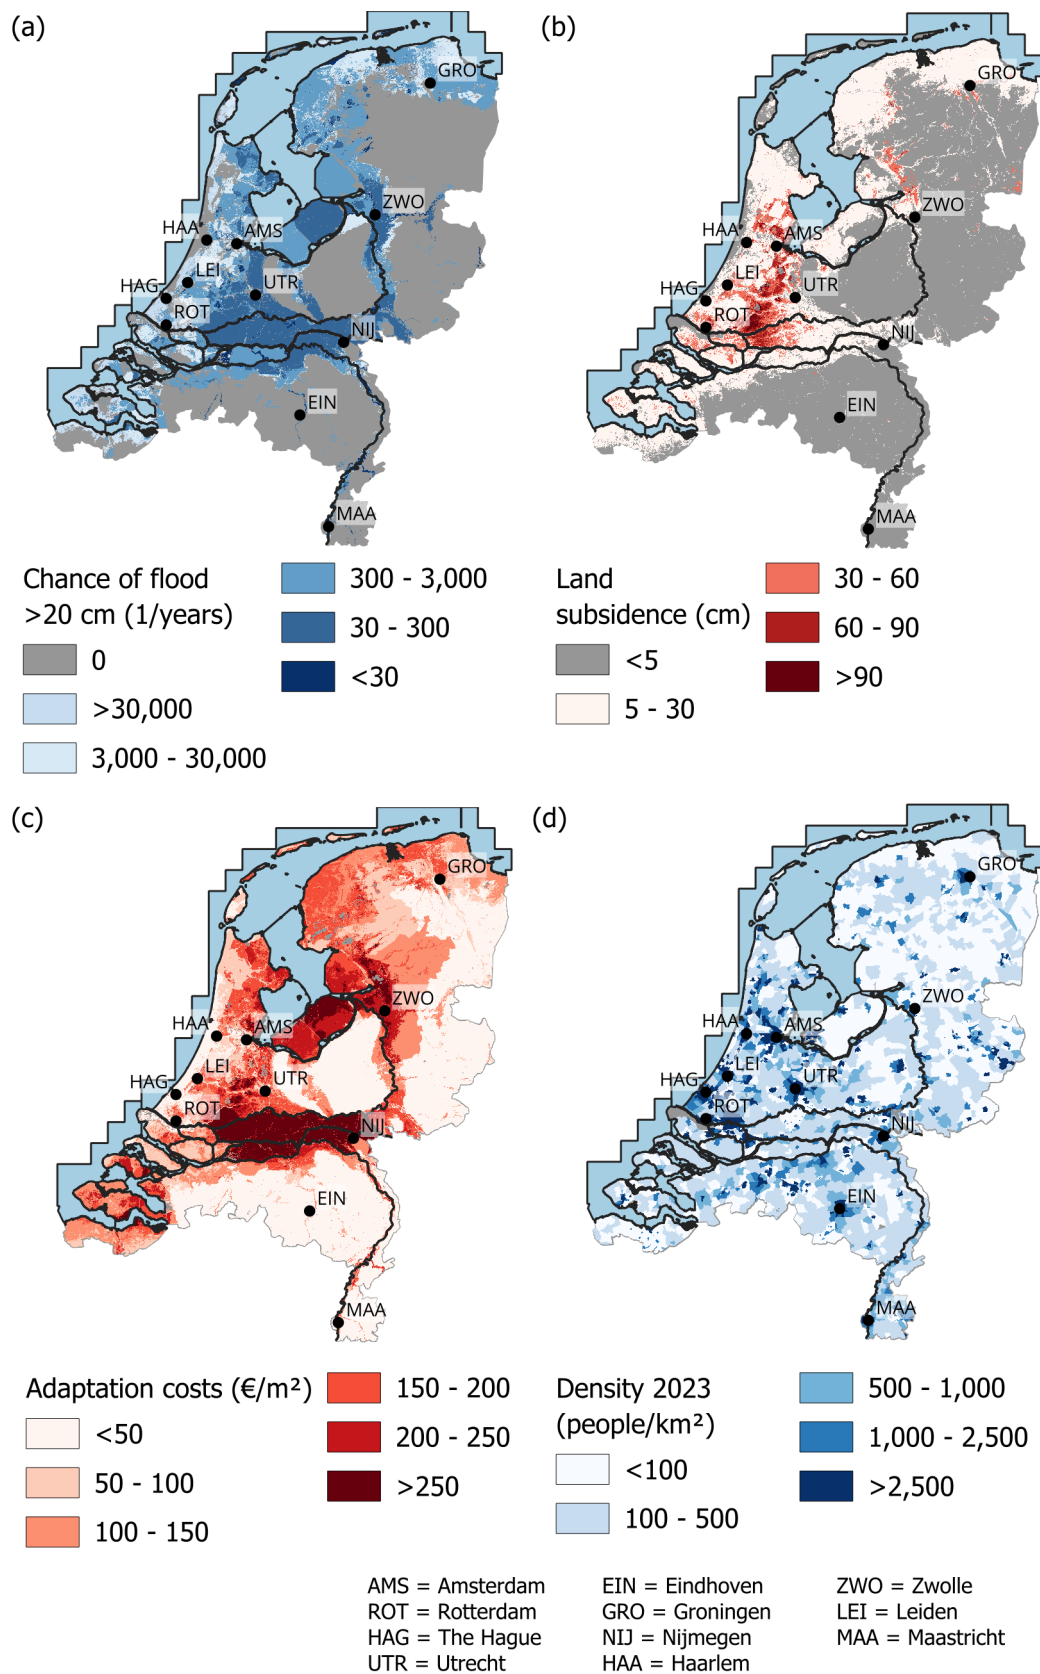 (a)
GRO
ZWO
HAA
AMS
LEI
HAG
UTR
ROT
NIJ
EIN
MAA
Chance of flood
>20 cm (1/years)
0
>30,000
3,000 - 30,000
300 - 3,000
30 - 300
<30
(b)
GRO
ZWO
HAA
AMS
LEI
HAG
UTR
ROT
NIJ
EIN
MAA
Land
subsidence (cm)
<5
5 - 30
30 - 60
60 - 90
>90
(c)
GRO
ZWO
HAA
AMS
LEI
HAG
UTR
ROT
NIJ
EIN
MAA
Adaptation costs (€/m²)
<50
50 - 100
100 - 150
150 - 200
200 - 250
>250
(d)
GRO
ZWO
HAA
AMS
LEI
HAG
UTR
ROT
NIJ
EIN
MAA
Density 2023
(people/km²)
<100
100 - 500
500 - 1,000
1,000 - 2,500
>2,500
AMS = Amsterdam
ROT = Rotterdam
HAG = The Hague
UTR = Utrecht
EIN = Eindhoven
GRO = Groningen
NIJ = Nijmegen
HAA = Haarlem
ZWO = Zwolle
LEI = Leiden
MAA = Maastricht